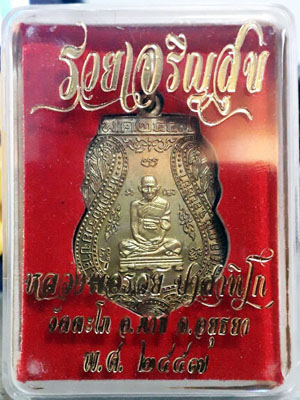 รวยเจริญสุข
หลวงพ่อรวย ปาสาทิโก
วัดตะโก อ.ภาชี จ.อยุธยา
พ.ศ. ๒๕๕๗